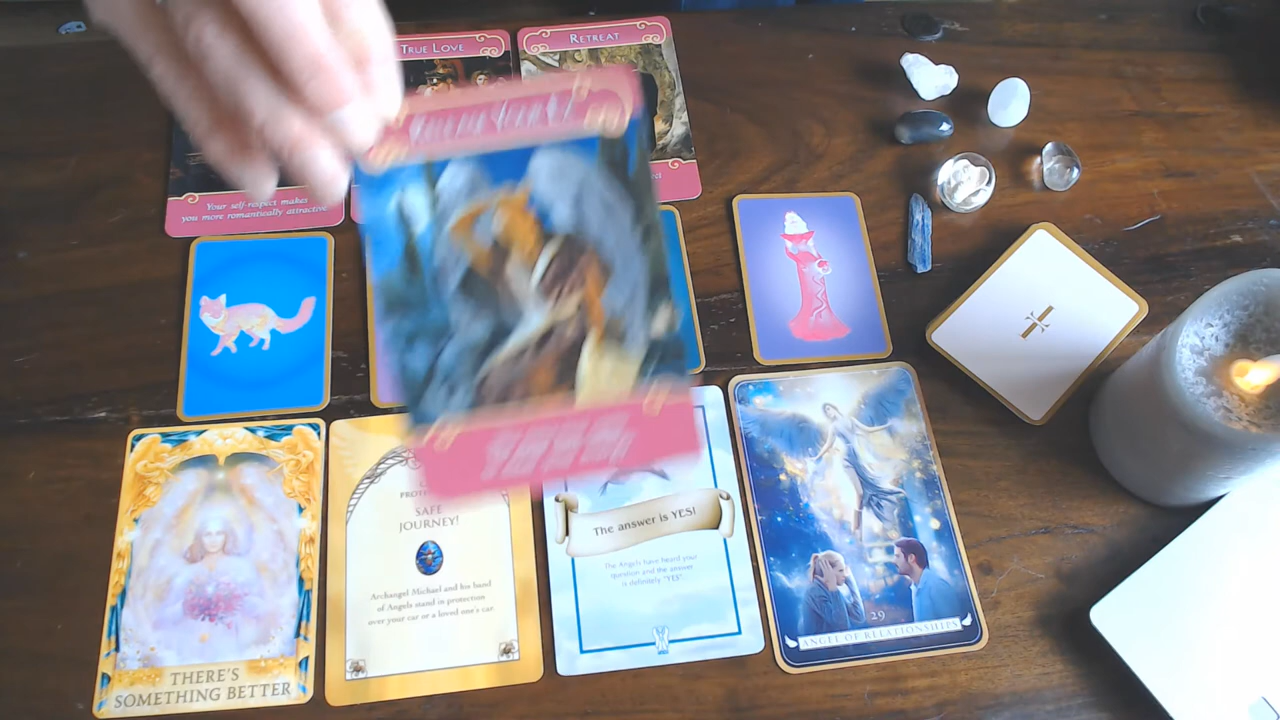 TRUE LOVE
RETREAT
Your self-respect makes
you more romantically attractive
THERE'S
SOMETHING BETTER
SAFE
JOURNEY!
Archangel Michael and his band
of Angels stand in protection
over your car or a loved one's car.
The answer is YES!
The Angels have heard your
question and the answer
is definitely "YES".
29
ANGEL OF RELATIONSHIPS